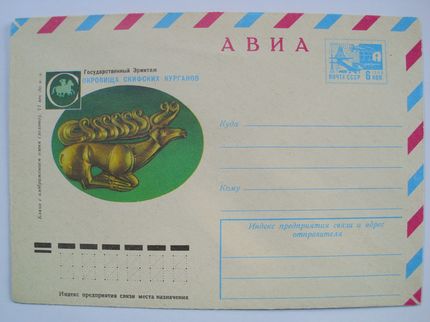 АВИА
Государственный Эрмитаж
СОКРОВИЩА СКИФСКИХ КУРГАНОВ
ПОЧТА СССР 6 КОП
Куда
Кому
Индекс предприятия связи и адрес
отправителя
Индекс предприятия связи места назначения